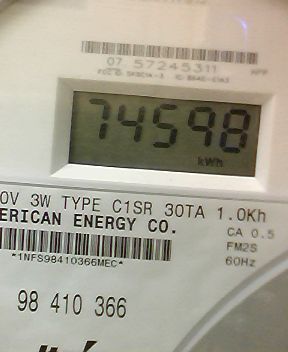 07 57245311
74598
kWh
0V 3W TYPE C1SR 30TA 1.0Kh
ERICAN ENERGY CO.
CA 0.5
FM2S
*1NFS98410366MEC*
60Hz
98 410 366